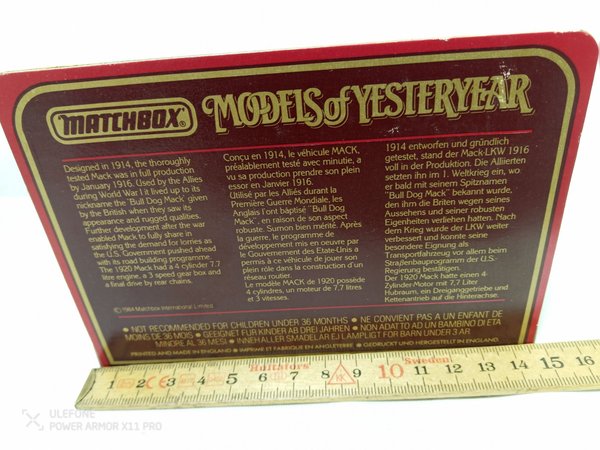 MATCHBOX®
MODELS of YESTERYEAR
Designed in 1914, the thoroughly
tested Mack was in full production
by January 1916. Used by the Allies
during World War I it lived up to its
nickname the 'Bull Dog Mack' given
by the British when they saw its
appearance and rugged qualities.
Further development after the war
enabled Mack to fully share in
satisfying the demand for lorries as
the U.S. Government pushed ahead
with its road building programme.
The 1920 Mack had a 4 cylinder 7.7
litre engine, a 3 speed gear box and
a final drive by rear chains.
© 1984 Matchbox International Limited.
Conçu en 1914, le véhicule MACK,
préalablement testé avec minutie, a
vu sa production prendre son plein
essor en Janvier 1916.
Utilisé par les Alliés durant la
Première Guerre Mondiale, les
Anglais l'ont baptisé "Bull Dog
Mack", en raison de son aspect
robuste. Sumon bien mérité. Après
la guerre, le programme de
développement mis en oeuvre par
le Gouvernement des Etats-Unis a
permis à ce véhicule de jouer son
plein rôle dans la construction d'un
réseau routier.
Le modèle MACK de 1920 possède
4 cylindres, un moteur de 7,7 litres
et 3 vitesses.
1914 entworfen und gründlich
getestet, stand der Mack-LKW 1916
voll in der Produktion. Die Alliierten
setzten ihn im 1. Weltkrieg ein, wo
er bald mit seinem Spitznamen
"Bull Dog Mack" bekannt wurde,
den ihm die Briten wegen seines
Aussehens und seiner robusten
Eigenschaften verliehen hatten. Nach
dem Krieg wurde der LKW weiter
verbessert und konnte seine
besondere Eignung als
Transportfahrzeug vor allem beim
Straßenbauprogramm der U.S.
Regierung bestätigen.
Der 1920 Mack hatte einen 4
Zylinder-Motor mit 7,7 Liter
Hubraum, ein Dreiganggetriebe und
Kettenantrieb auf die Hinterachse.
• NOT RECOMMENDED FOR CHILDREN UNDER 36 MONTHS • NE CONVIENT PAS A UN ENFANT DE
MOINS DE 36 MOIS • GEEIGNET FÜR KINDER AB DREI JAHREN • NON ADATTO AD UN BAMBINO DI ETA
MINORE AI 36 MESI • INNEHÅLLER SMÅDELAR EJ LÄMPLIGT FÖR BARN UNDER 3 ÅR
PRINTED AND MADE IN ENGLAND • IMPRIME ET FABRIQUE EN ANGLETERRE • GEDRUCKT UND HERGESTELLT IN ENGLAND.
1 2 CE 3 4 5 6 7 8 9 10 11 12 13 14 15 16
Hultafors Sweden
ULEFONE
POWER ARMOR X11 PRO